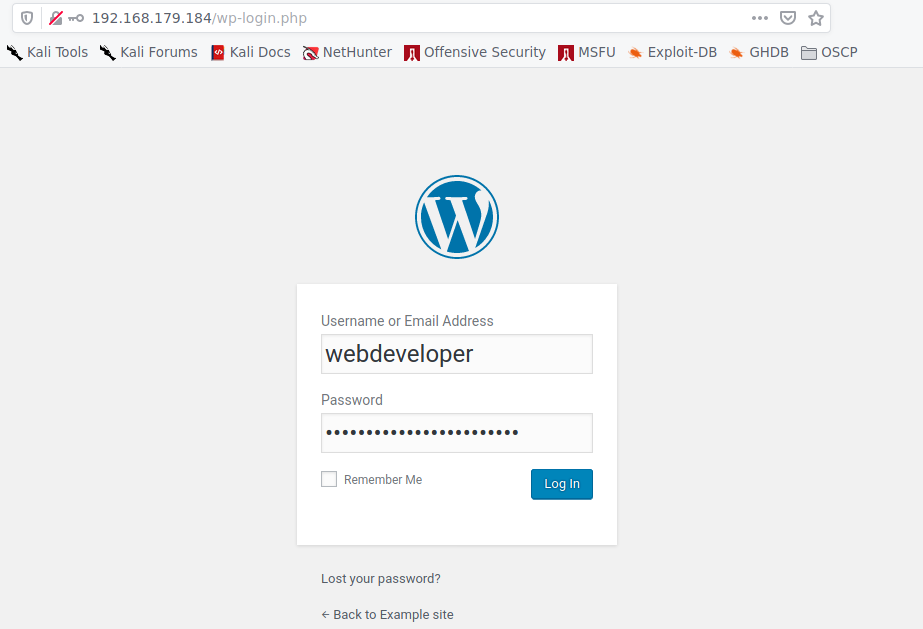 192.168.179.184/wp-login.php
Kali Tools Kali Forums Kali Docs NetHunter Offensive Security MSFU Exploit-DB GHDB OSCP
Username or Email Address
webdeveloper
Password
••••••••••••••••••••••••
Remember Me Log In
Lost your password?
← Back to Example site